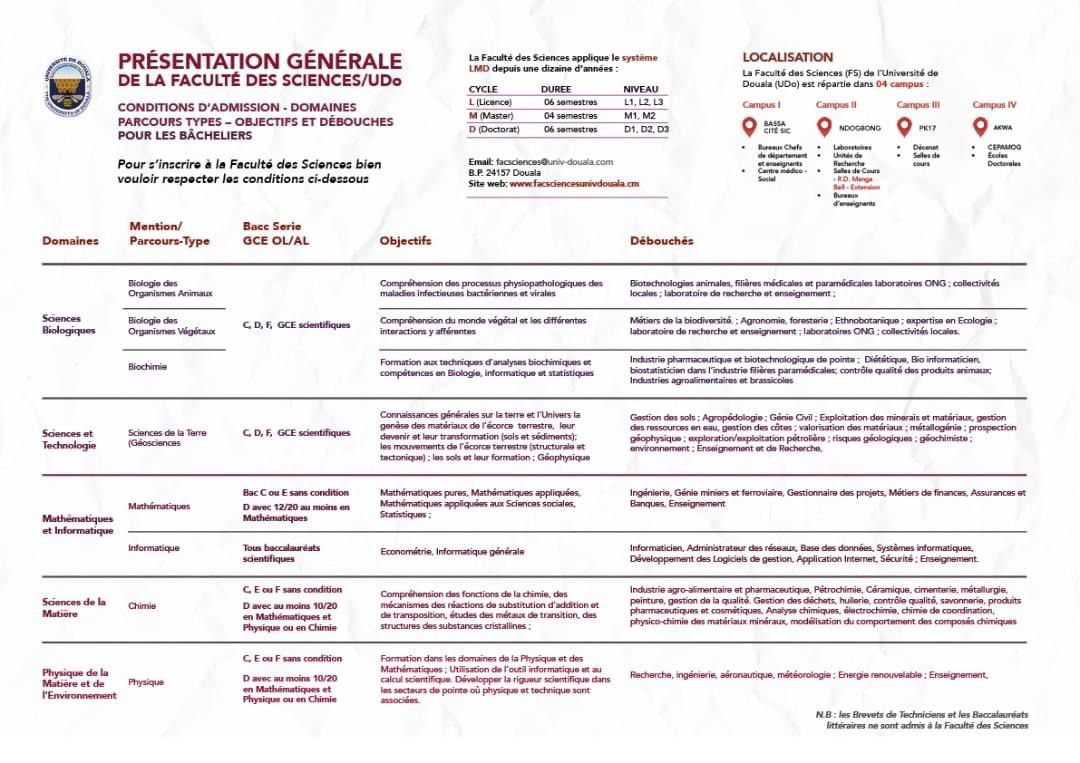 UNIVERSITÉ DE DOUALA
PRÉSENTATION GÉNÉRALE
DE LA FACULTÉ DES SCIENCES/UDo
CONDITIONS D'ADMISSION - DOMAINES
PARCOURS TYPES – OBJECTIFS ET DÉBOUCHES
POUR LES BÂCHELIERS
Pour s'inscrire à la Faculté des Sciences bien
vouloir respecter les conditions ci-dessous
La Faculté des Sciences applique le système
LMD depuis une dizaine d'années :
CYCLE DUREE NIVEAU
L (Licence) 06 semestres L1, L2, L3
M (Master) 04 semestres M1, M2
D (Doctorat) 06 semestres D1, D2, D3
Email: facsciences@univ-douala.com
B.P. 24157 Douala
Site web: www.facsciencesunivdouala.cm
LOCALISATION
La Faculté des Sciences (FS) de l'Université de
Douala (UDo) est répartie dans 04 campus :
Campus I
BASSA
CITÉ SIC
• Bureaux Chefs
de département
et enseignants
• Centre médico -
Social
Campus II
NDOGBONG
• Laboratoires
• Unités de
Recherche
• Salles de Cours
- R.D. Manga
Bell - Extension
• Bureaux
d'enseignants
Campus III
PK17
• Décanat
• Salles de
cours
Campus IV
AKWA
• CEPAMOG
• Écoles
Doctorales
Domaines
Mention/
Parcours-Type
Bacc Serie
GCE OL/AL
Objectifs
Débouchés
Sciences
Biologiques
Biologie des
Organismes Animaux
C, D, F, GCE scientifiques
Compréhension des processus physiopathologiques des
maladies infectieuses bactériennes et virales
Biotechnologies animales, filières médicales et paramédicales laboratoires ONG ; collectivités
locales ; laboratoire de recherche et enseignement ;
Biologie des
Organismes Végétaux
Compréhension du monde végétal et les différentes
interactions y afférentes
Métiers de la biodiversité. ; Agronomie, foresterie ; Ethnobotanique ; expertise en Ecologie ;
laboratoire de recherche et enseignement ; laboratoires ONG ; collectivités locales.
Biochimie
Formation aux techniques d'analyses biochimiques et
compétences en Biologie, informatique et statistiques
Industrie pharmaceutique et biotechnologique de pointe ; Diététique, Bio informaticien,
biostatisticien dans l'industrie filières paramédicales; contrôle qualité des produits animaux;
Industries agroalimentaires et brassicoles
Sciences et
Technologie
Sciences de la Terre
(Géosciences
C, D, F, GCE scientifiques
Connaissances générales sur la terre et l'Univers la
genèse des matériaux de l'écorce terrestre, leur
devenir et leur transformation (sols et sédiments);
les mouvements de l'écorce terrestre (structurale et
tectonique) ; les sols et leur formation ; Géophysique
Gestion des sols ; Agropédologie ; Génie Civil ; Exploitation des minerais et matériaux, gestion
des ressources en eau, gestion des côtes ; valorisation des matériaux ; métallogénie ; prospection
géophysique ; exploration/exploitation pétrolière ; risques géologiques ; géochimiste ;
environnement ; Enseignement et de Recherche,
Mathématiques
et Informatique
Mathématiques
Bac C ou E sans condition
D avec 12/20 au moins en
Mathématiques
Mathématiques pures, Mathématiques appliquées,
Mathématiques appliquées aux Sciences sociales,
Statistiques ;
Ingénierie, Génie miniers et ferroviaire, Gestionnaire des projets, Métiers de finances, Assurances et
Banques, Enseignement
Informatique
Tous baccalauréats
scientifiques
Econométrie, Informatique générale
Informaticien, Administrateur des réseaux, Base des données, Systèmes informatiques,
Développement des Logiciels de gestion, Application Internet, Sécurité ; Enseignement.
Sciences de la
Matière
Chimie
C, E ou F sans condition
D avec au moins 10/20
en Mathématiques et
Physique ou en Chimie
Compréhension des fonctions de la chimie, des
mécanismes des réactions de substitution d'addition et
de transposition, études des métaux de transition, des
structures des substances cristallines ;
Industrie agro-alimentaire et pharmaceutique, Pétrochimie, Céramique, cimenterie, métallurgie,
peinture, gestion de la qualité. Gestion des déchets, huilerie, contrôle qualité, savonnerie, produits
pharmaceutiques et cosmétiques, Analyse chimiques, électrochimie, chimie de coordination,
physico-chimie des matériaux minéraux, modélisation du comportement des composés chimiques
Physique de la
Matière et de
l'Environnement
Physique
C, E ou F sans condition
D avec au moins 10/20
en Mathématiques et
Physique ou en Chimie
Formation dans les domaines de la Physique et des
Mathématiques ; Utilisation de l'outil informatique et au
calcul scientifique. Développer la rigueur scientifique dans
les secteurs de pointe où physique et technique sont
associées.
Recherche, ingénierie, aéronautique, météorologie ; Energie renouvelable ; Enseignement,
N.B : les Brevets de Techniciens et les Baccalauréats
littéraires ne sont admis à la Faculté des Sciences